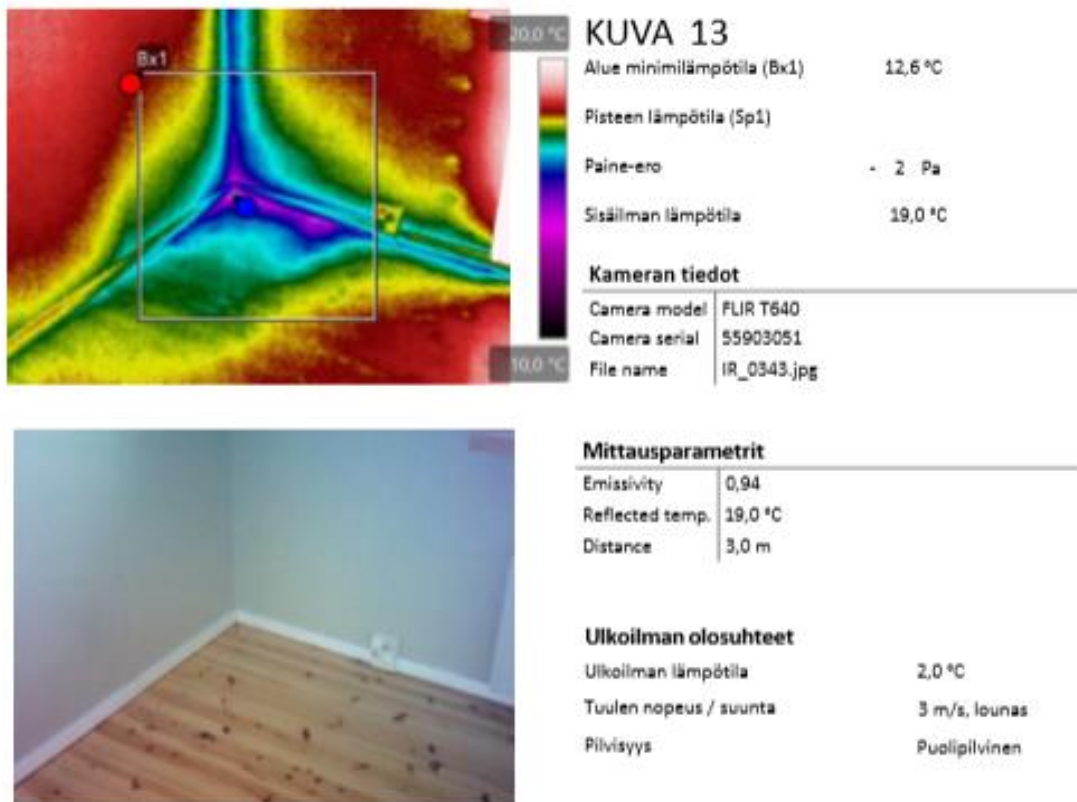 Bx1
20,0 °C
10,0 °C
KUVA 13
Alue minimilämpötila (Bx1) 12,6 °C
Pisteen lämpötila (Sp1)
Paine-ero - 2 Pa
Sisäilman lämpötila 19,0 °C
Kameran tiedot
Camera model FLIR T640
Camera serial 55903051
File name IR_0343.jpg
Mittausparametrit
Emissivity 0,94
Reflected temp. 19,0 °C
Distance 3,0 m
Ulkoilman olosuhteet
Ulkoilman lämpötila 2,0 °C
Tuulen nopeus / suunta 3 m/s, lounas
Pilvisyys Puolipilvinen